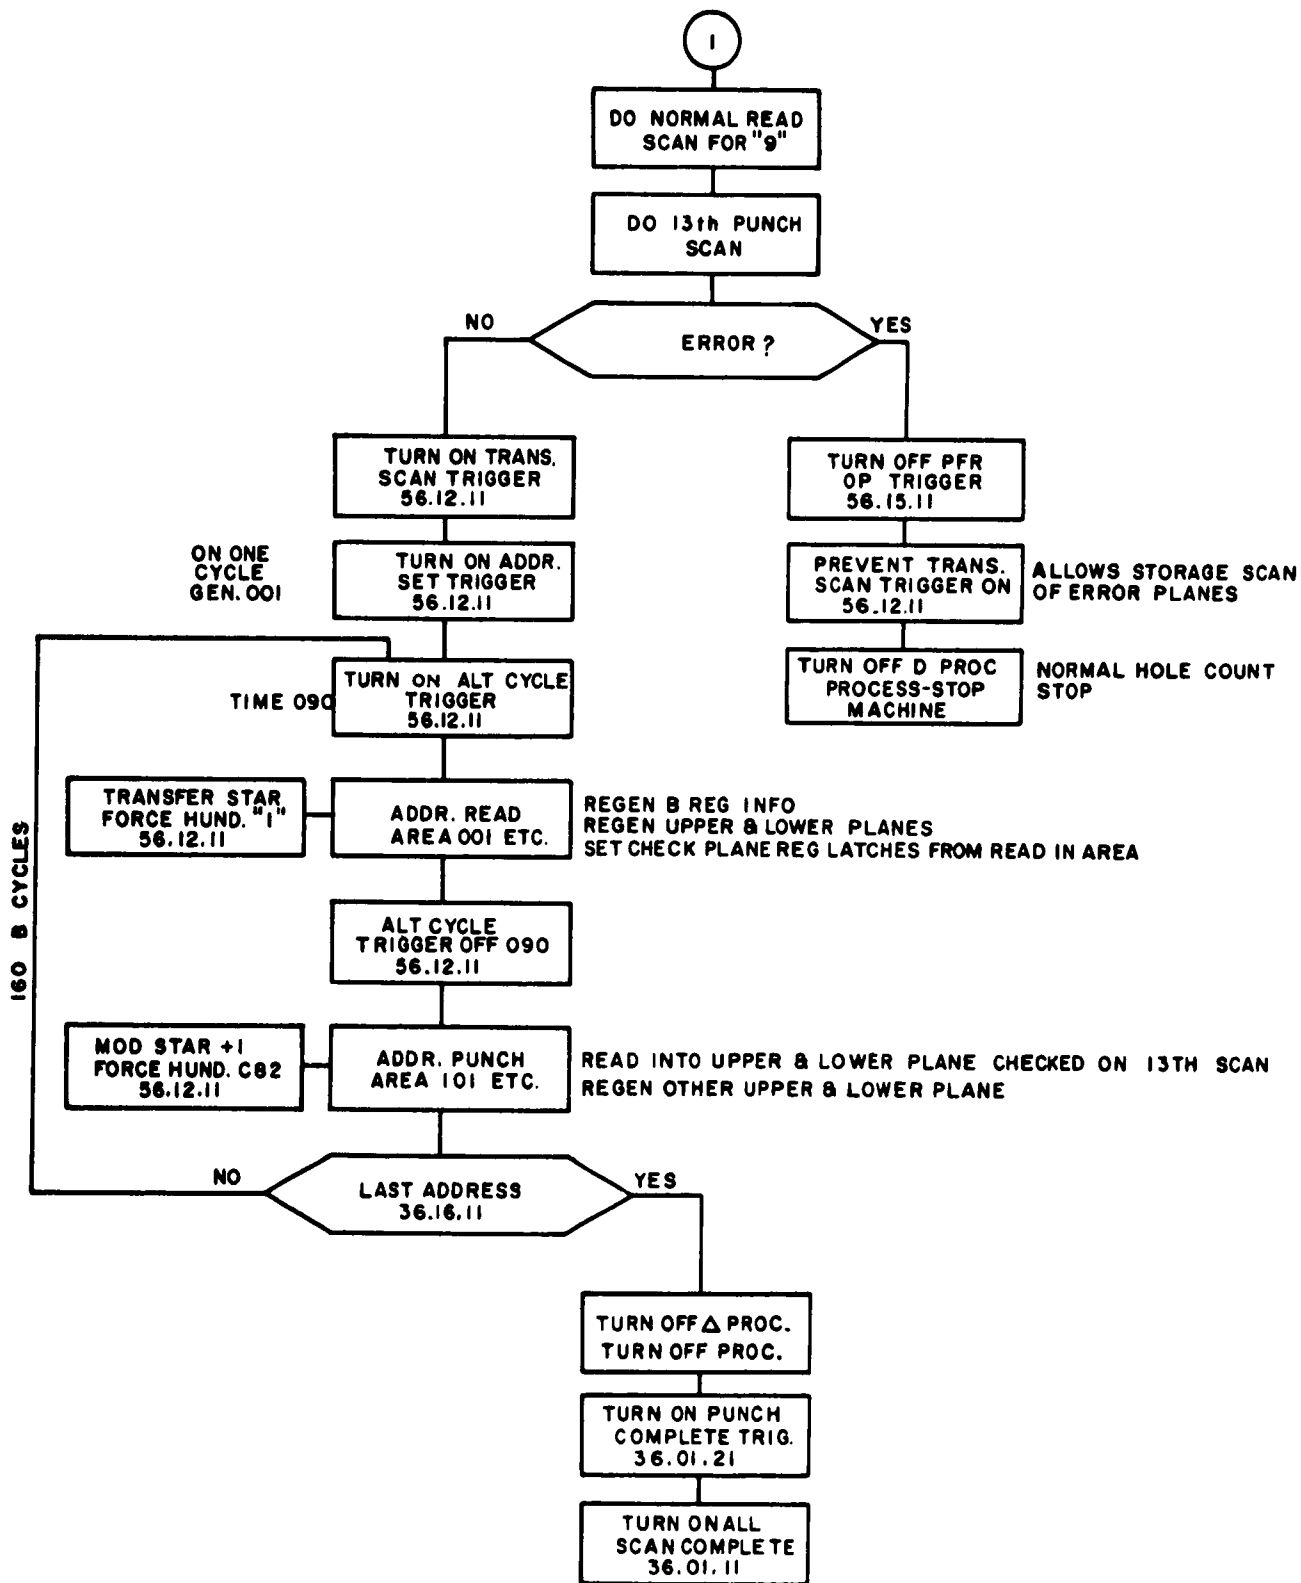 1
DO NORMAL READ
SCAN FOR "9"
DO 13th PUNCH
SCAN
ERROR?
NO
YES
TURN ON TRANS.
SCAN TRIGGER
56.12.11
TURN OFF PFR
OP TRIGGER
56.15.11
ON ONE
CYCLE
GEN. 001
TURN ON ADDR.
SET TRIGGER
56.12.11
PREVENT TRANS.
SCAN TRIGGER ON
56.12.11
ALLOWS STORAGE SCAN
OF ERROR PLANES
TIME 090
TURN ON ALT CYCLE
TRIGGER
56.12.11
TURN OFF D PROC
PROCESS-STOP
MACHINE
NORMAL HOLE COUNT
STOP
TRANSFER STAR
FORCE HUND. "1"
56.12.11
ADDR. READ
AREA 001 ETC.
REGEN B REG INFO
REGEN UPPER & LOWER PLANES
SET CHECK PLANE REG LATCHES FROM READ IN AREA
160 B CYCLES
ALT CYCLE
TRIGGER OFF 090
56.12.11
MOD STAR +1
FORCE HUND. C82
56.12.11
ADDR. PUNCH
AREA 101 ETC.
READ INTO UPPER & LOWER PLANE CHECKED ON 13TH SCAN
REGEN OTHER UPPER & LOWER PLANE
NO
LAST ADDRESS
36.16.11
YES
TURN OFF Δ PROC.
TURN OFF PROC.
TURN ON PUNCH
COMPLETE TRIG.
36.01.21
TURN ON ALL
SCAN COMPLETE
36.01.11